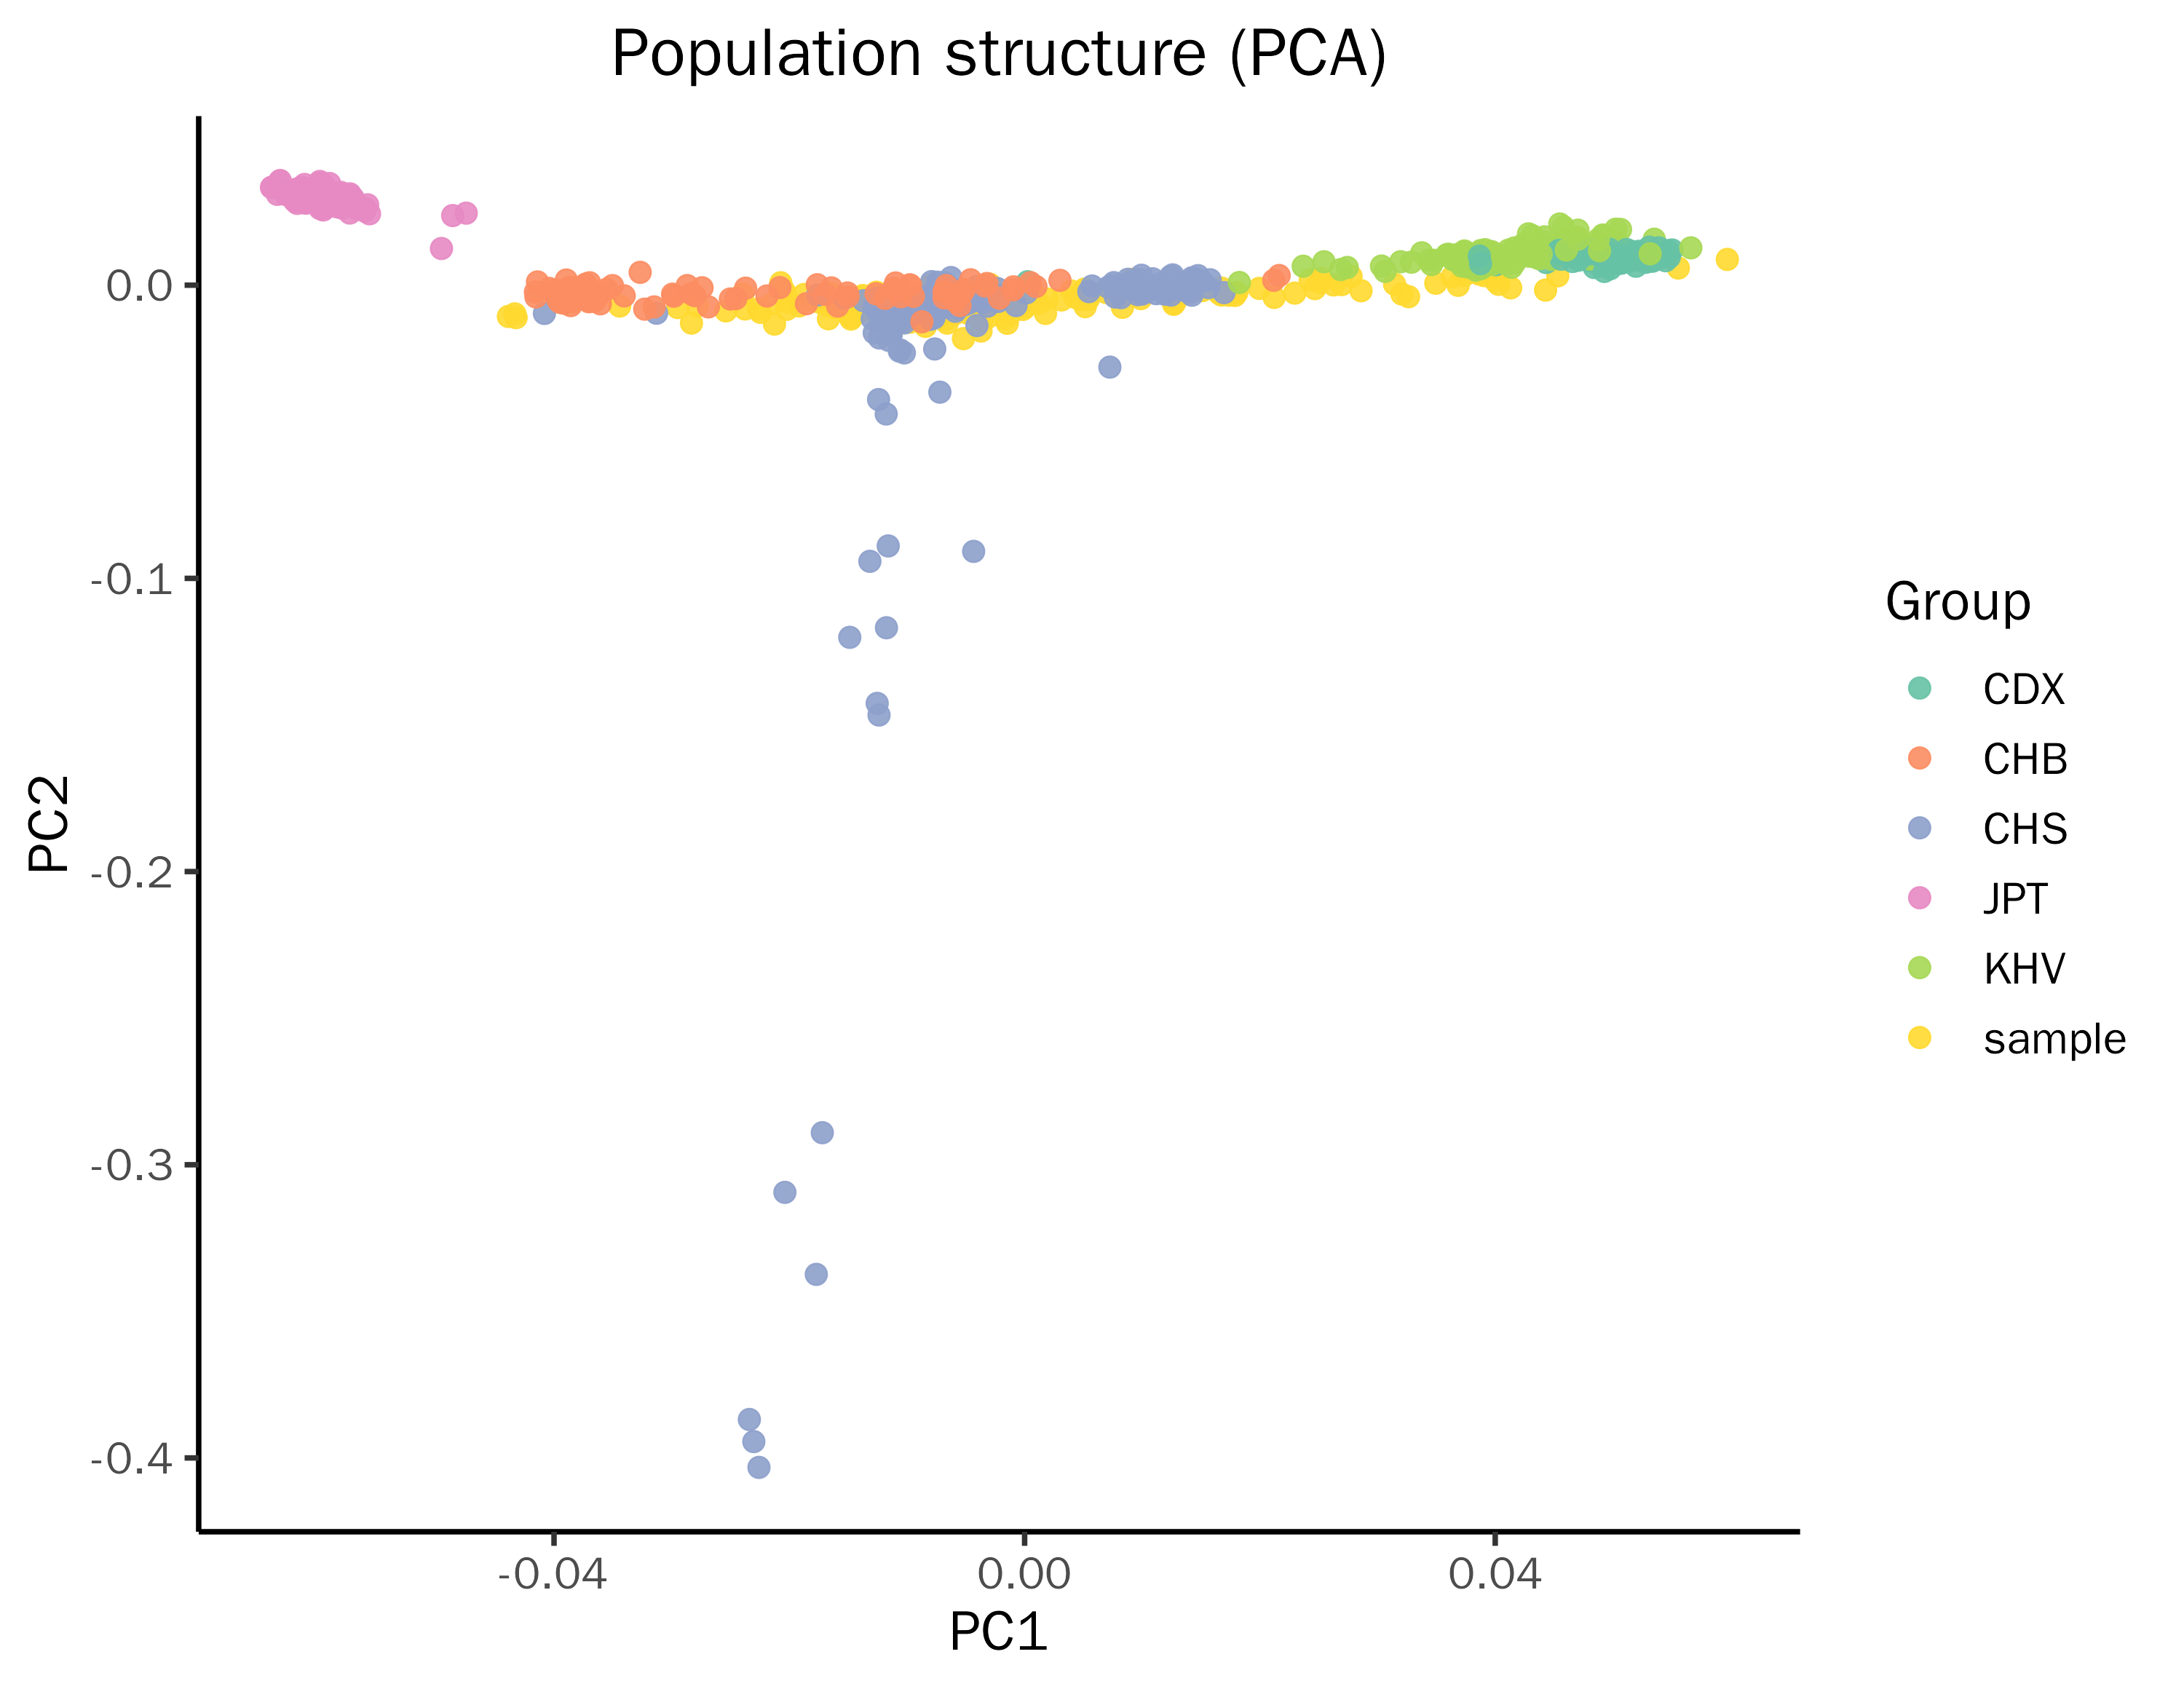 Population structure (PCA)
0.0
-0.1
-0.2
-0.3
-0.4
PC2
-0.04
0.00
0.04
PC1
Group
CDX
CHB
CHS
JPT
KHV
sample